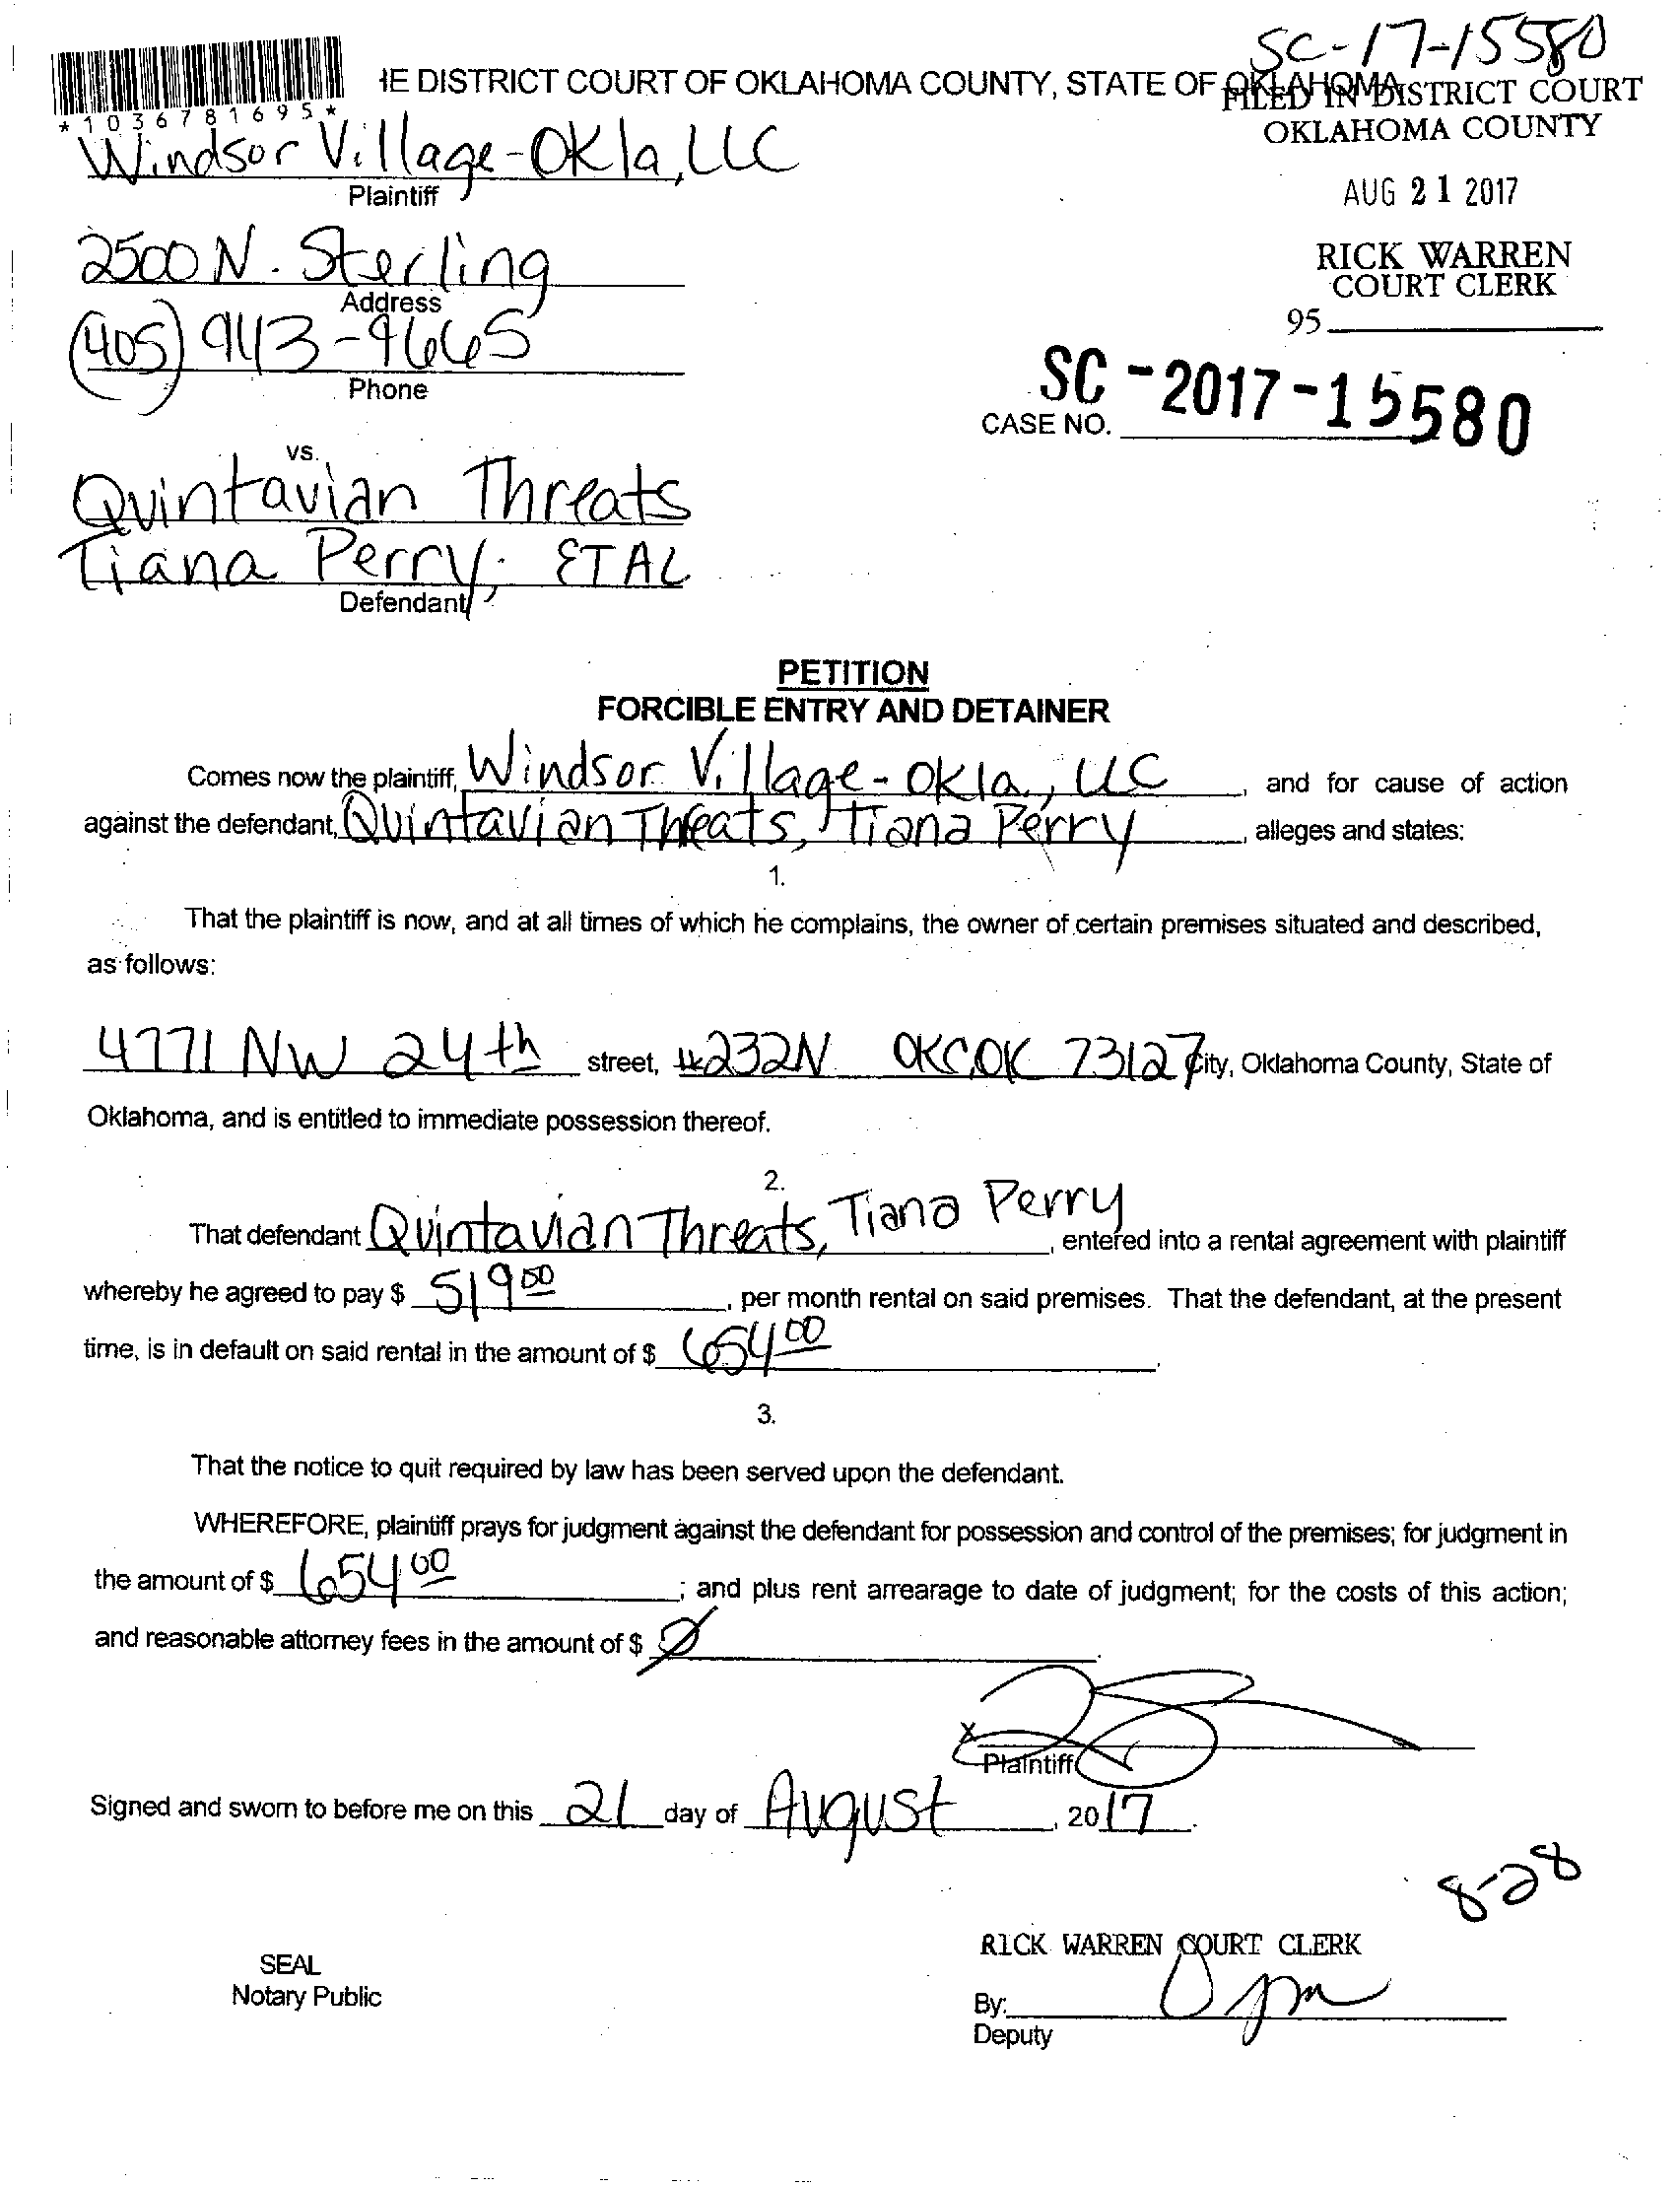 SC-17-15580
IE DISTRICT COURT OF OKLAHOMA COUNTY, STATE OF OKLAHOMA
FILED IN DISTRICT COURT
OKLAHOMA COUNTY
*1036781695*
Windsor Village-Okla, LLC
Plaintiff
AUG 21 2017
2500 N. Sterling
Address
RICK WARREN
COURT CLERK
95
(405) 943-9665
Phone
SC-2017-15580
CASE NO.
vs.
Quintavian Threats
Tiana Perry; ETAL
Defendant
PETITION
FORCIBLE ENTRY AND DETAINER
Comes now the plaintiff, Windsor Village-Okla., LLC, and for cause of action
against the defendant, Quintavian Threats, Tiana Perry, alleges and states:
1.
That the plaintiff is now, and at all times of which he complains, the owner of certain premises situated and described,
as follows:
4771 NW 24th street, #232N OKC, OK 73127 City, Oklahoma County, State of
Oklahoma, and is entitled to immediate possession thereof.
2.
That defendant Quintavian Threats, Tiana Perry, entered into a rental agreement with plaintiff
whereby he agreed to pay $ 519 00, per month rental on said premises. That the defendant, at the present
time, is in default on said rental in the amount of $ 654 00.
3.
That the notice to quit required by law has been served upon the defendant.
WHEREFORE, plaintiff prays for judgment against the defendant for possession and control of the premises; for judgment in
the amount of $ 654 00; and plus rent arrearage to date of judgment; for the costs of this action;
and reasonable attorney fees in the amount of $ Ø.
X
Plaintiff
Signed and sworn to before me on this 21 day of August, 2017.
8-28
RICK WARREN COURT CLERK
SEAL
Notary Public
By:
Deputy